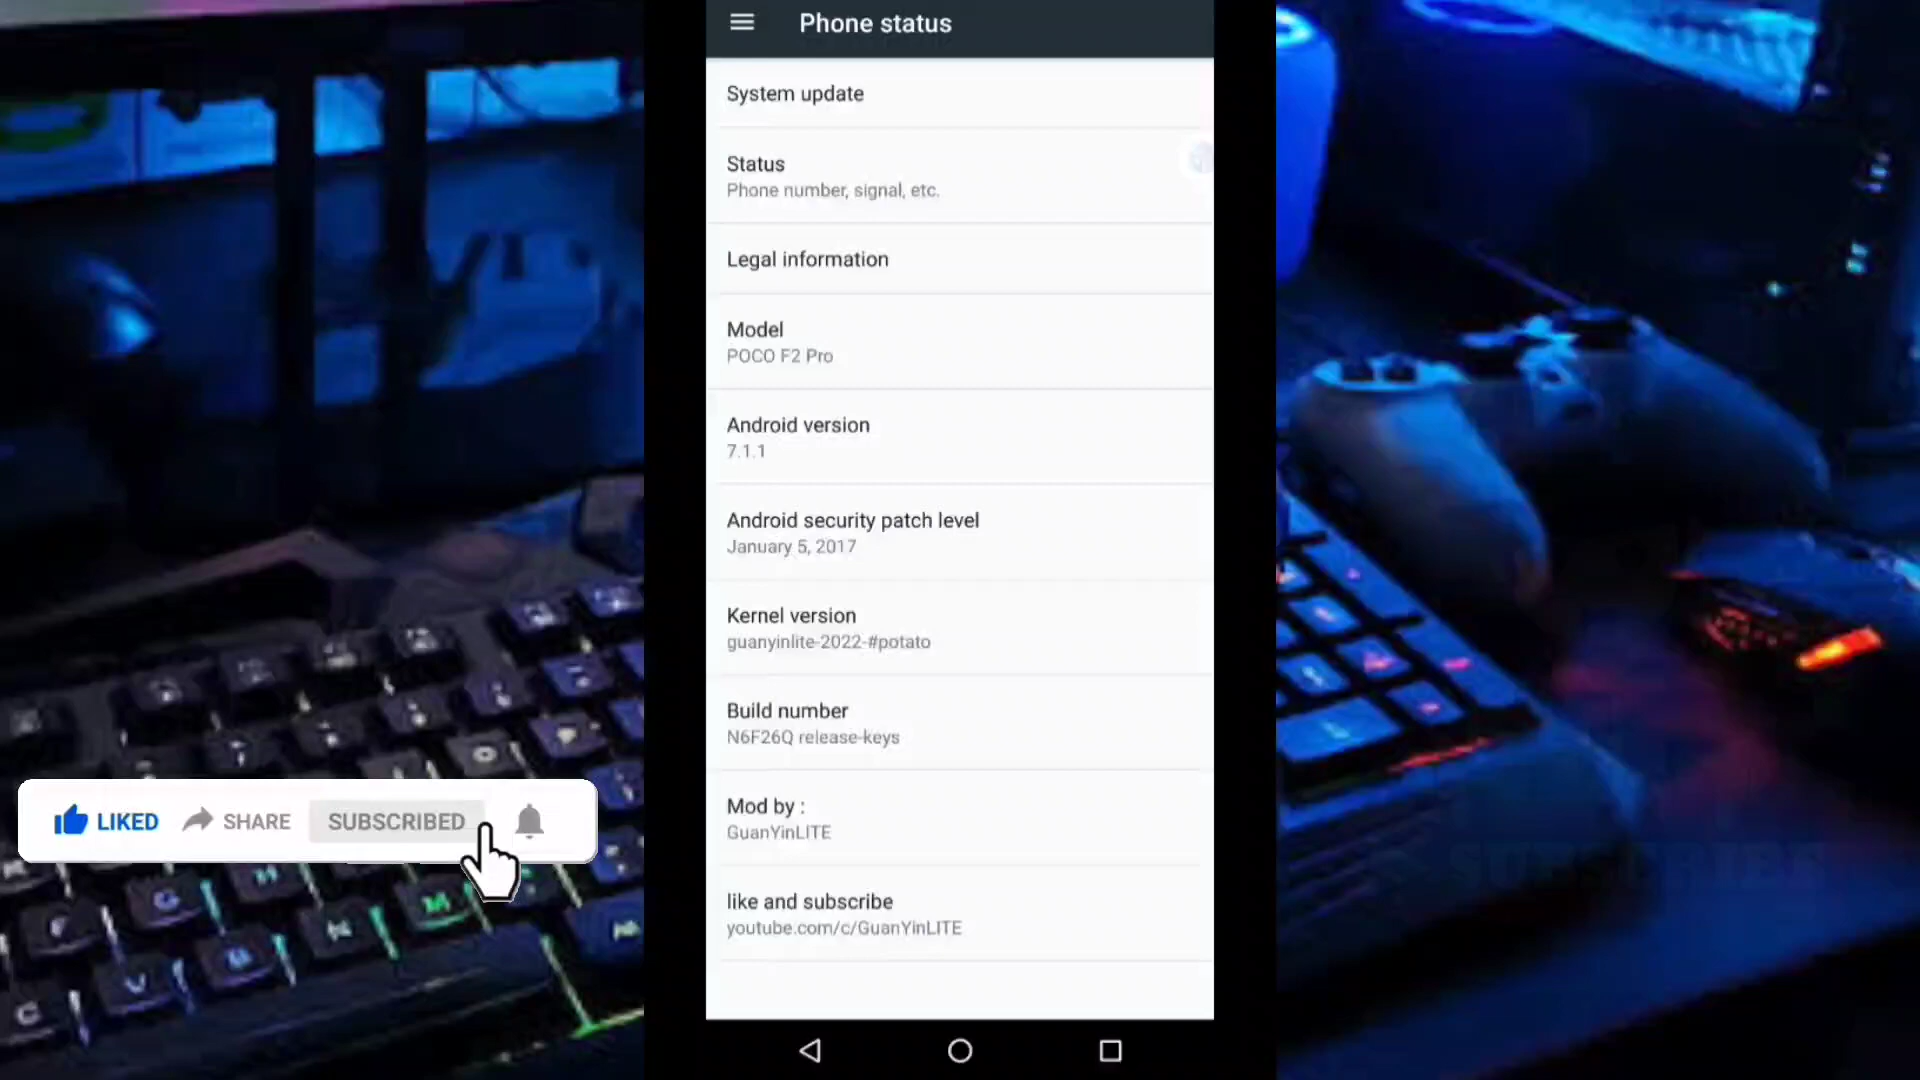 Phone status
System update
Status
Phone number, signal, etc.
Legal information
Model
POCO F2 Pro
Android version
7.1.1
Android security patch level
January 5, 2017
Kernel version
guanyinlite-2022-#potato
Build number
N6F26Q release-keys
Mod by :
GuanYinLITE
like and subscribe
youtube.com/c/GuanYinLITE
LIKED SHARE SUBSCRIBED
SUBSCRIBE